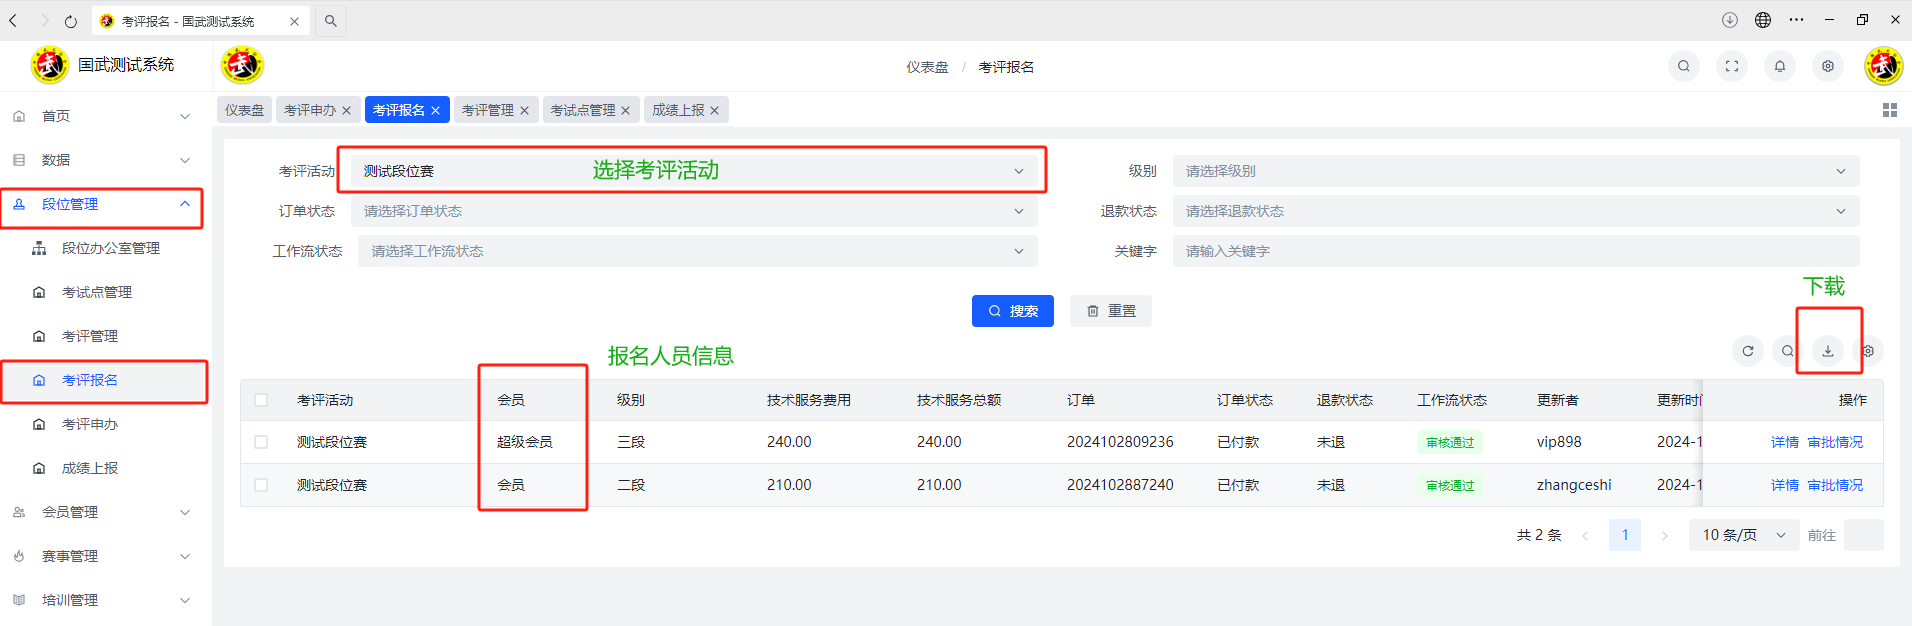 考评报名 - 国武测试系统
国武测试系统
仪表盘 / 考评报名
首页
数据
段位管理
段位办公室管理
考试点管理
考评管理
考评报名
考评申办
成绩上报
会员管理
赛事管理
培训管理
仪表盘 考评申办 考评报名 考评管理 考试点管理 成绩上报
考评活动 测试段位赛 选择考评活动 级别 请选择级别
订单状态 请选择订单状态 退款状态 请选择退款状态
工作流状态 请选择工作流状态 关键字 请输入关键字
下载
搜索 重置
报名人员信息
考评活动 会员 级别 技术服务费用 技术服务总额 订单 订单状态 退款状态 工作流状态 更新者 更新时间 操作
测试段位赛 超级会员 三段 240.00 240.00 2024102809236 已付款 未退 审核通过 vip898 2024-1 详情 审批情况
测试段位赛 会员 二段 210.00 210.00 2024102887240 已付款 未退 审核通过 zhangceshi 2024-1 详情 审批情况
共 2 条 1 10 条/页 前往